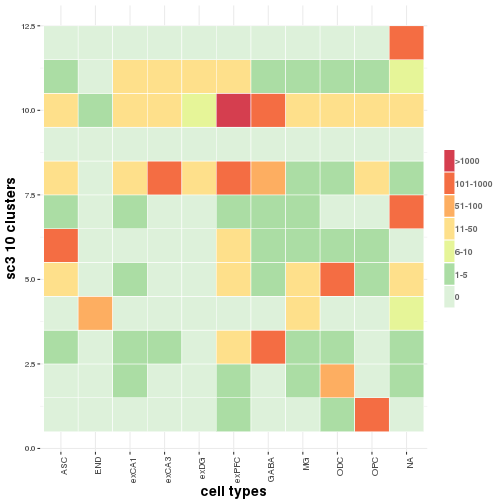 12.5
10.0
7.5
5.0
2.5
0.0
sc3 10 clusters
ASC
END
exCA1
exCA3
exDG
exPFC
GABA
MG
ODC
OPC
NA
cell types
>1000
101-1000
51-100
11-50
6-10
1-5
0